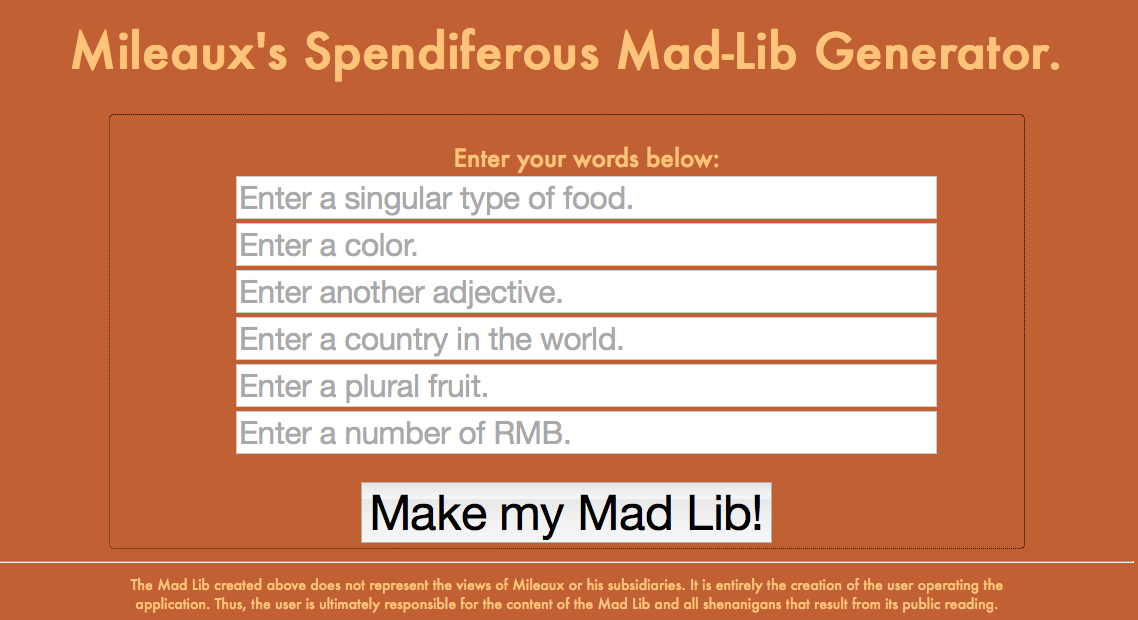 Mileaux's Spendiferous Mad-Lib Generator.
Enter your words below:
Enter a singular type of food.
Enter a color.
Enter another adjective.
Enter a country in the world.
Enter a plural fruit.
Enter a number of RMB.
Make my Mad Lib!
The Mad Lib created above does not represent the views of Mileaux or his subsidiaries. It is entirely the creation of the user operating the
application. Thus, the user is ultimately responsible for the content of the Mad Lib and all shenanigans that result from its public reading.